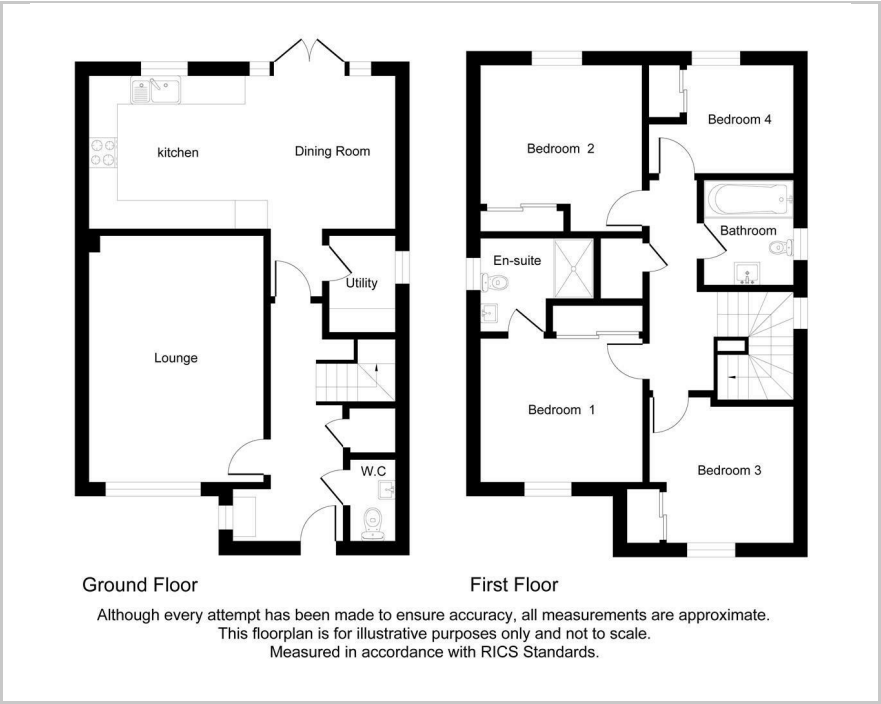 kitchen
Dining Room
Utility
Lounge
W.C
Bedroom 2
Bedroom 4
Bathroom
En-suite
Bedroom 1
Bedroom 3
Ground Floor
First Floor
Although every attempt has been made to ensure accuracy, all measurements are approximate.
This floorplan is for illustrative purposes only and not to scale.
Measured in accordance with RICS Standards.